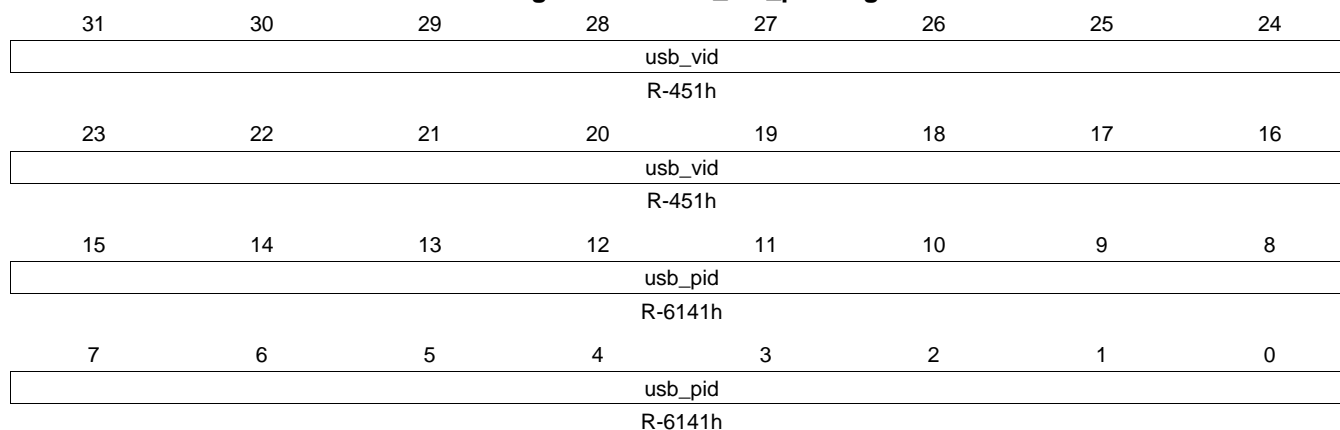 31 30 29 28 27 26 25 24
usb_vid
R-451h
23 22 21 20 19 18 17 16
usb_vid
R-451h
15 14 13 12 11 10 9 8
usb_pid
R-6141h
7 6 5 4 3 2 1 0
usb_pid
R-6141h